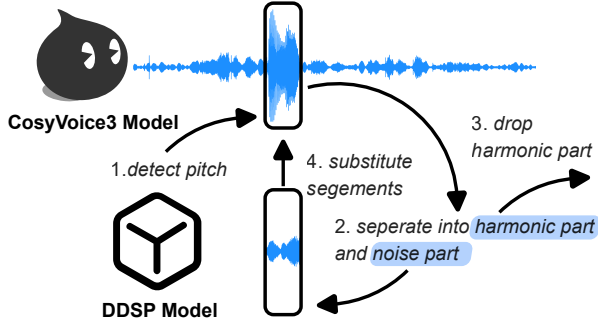 CosyVoice3 Model
1.detect pitch
3. drop
harmonic part
4. substitute
segements
2. seperate into harmonic part
and noise part
DDSP Model